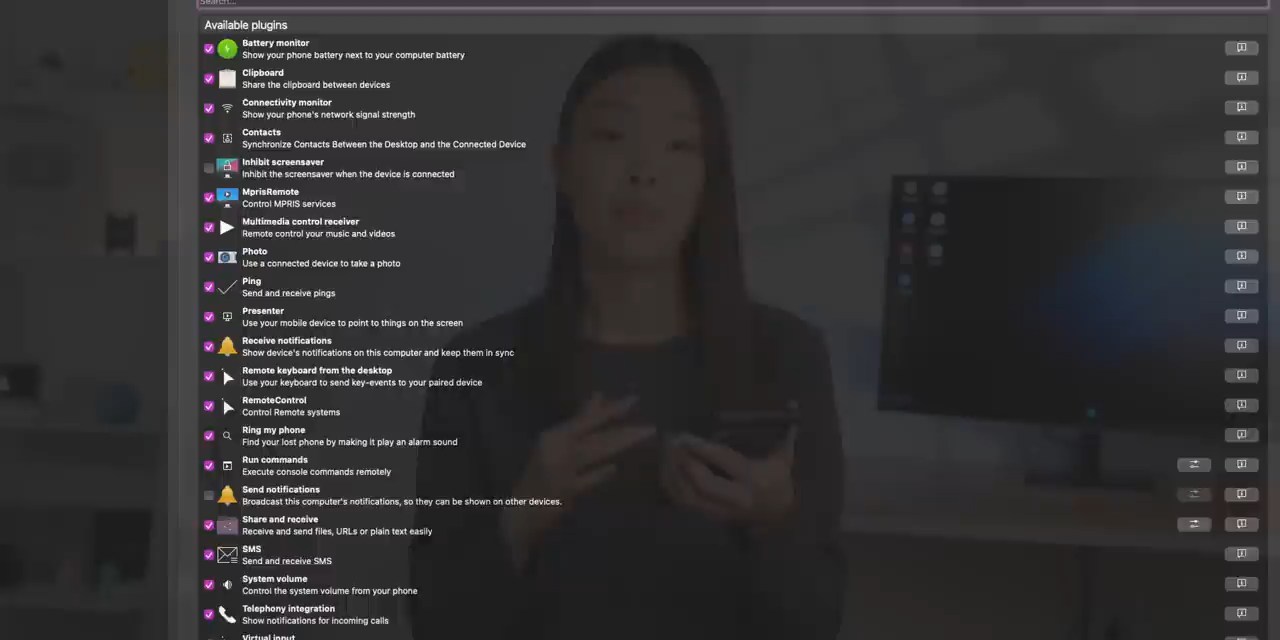 Search...
Available plugins
Battery monitor
Show your phone battery next to your computer battery
Clipboard
Share the clipboard between devices
Connectivity monitor
Show your phone's network signal strength
Contacts
Synchronize Contacts Between the Desktop and the Connected Device
Inhibit screensaver
Inhibit the screensaver when the device is connected
MprisRemote
Control MPRIS services
Multimedia control receiver
Remote control your music and videos
Photo
Use a connected device to take a photo
Ping
Send and receive pings
Presenter
Use your mobile device to point to things on the screen
Receive notifications
Show device's notifications on this computer and keep them in sync
Remote keyboard from the desktop
Use your keyboard to send key-events to your paired device
RemoteControl
Control Remote systems
Ring my phone
Find your lost phone by making it play an alarm sound
Run commands
Execute console commands remotely
Send notifications
Broadcast this computer's notifications, so they can be shown on other devices.
Share and receive
Receive and send files, URLs or plain text easily
SMS
Send and receive SMS
System volume
Control the system volume from your phone
Telephony integration
Show notifications for incoming calls
Virtual input